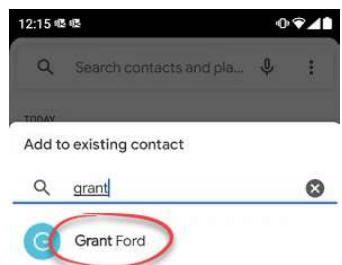 12:15
Search contacts and pla...
TODAY
Add to existing contact
grant
G
Grant Ford